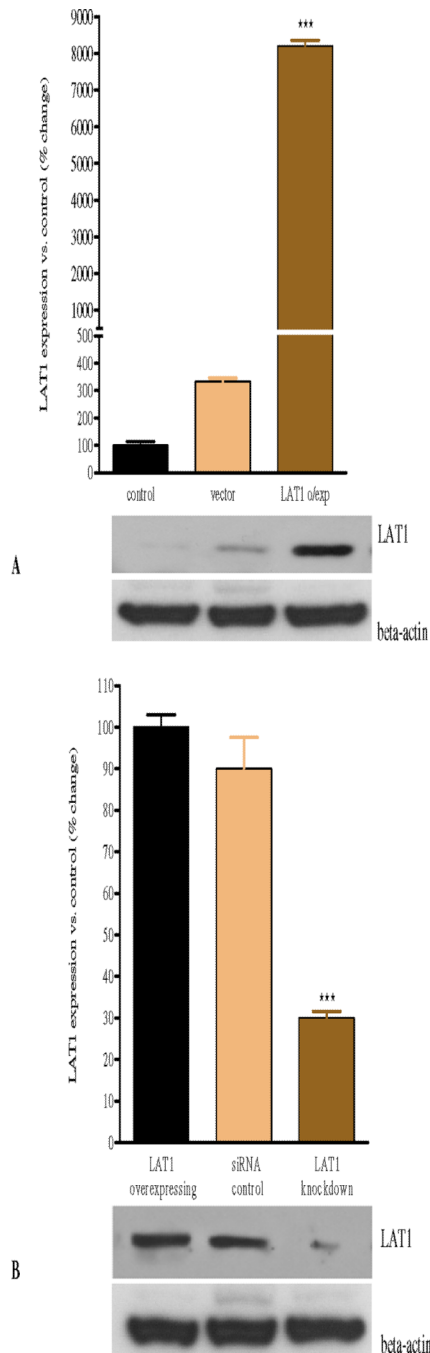 LAT1 expression vs. control (% change)
9000
8000
7000
6000
5000
4000
3000
2000
1000
500
400
300
200
100
0
***
control vector LAT1 o/exp
LAT1
A
beta-actin
LAT1 expression vs. control (% change)
110
100
90
80
70
60
50
40
30
20
10
0
***
LAT1 siRNA LAT1
overexpressing control knockdown
LAT1
B
beta-actin